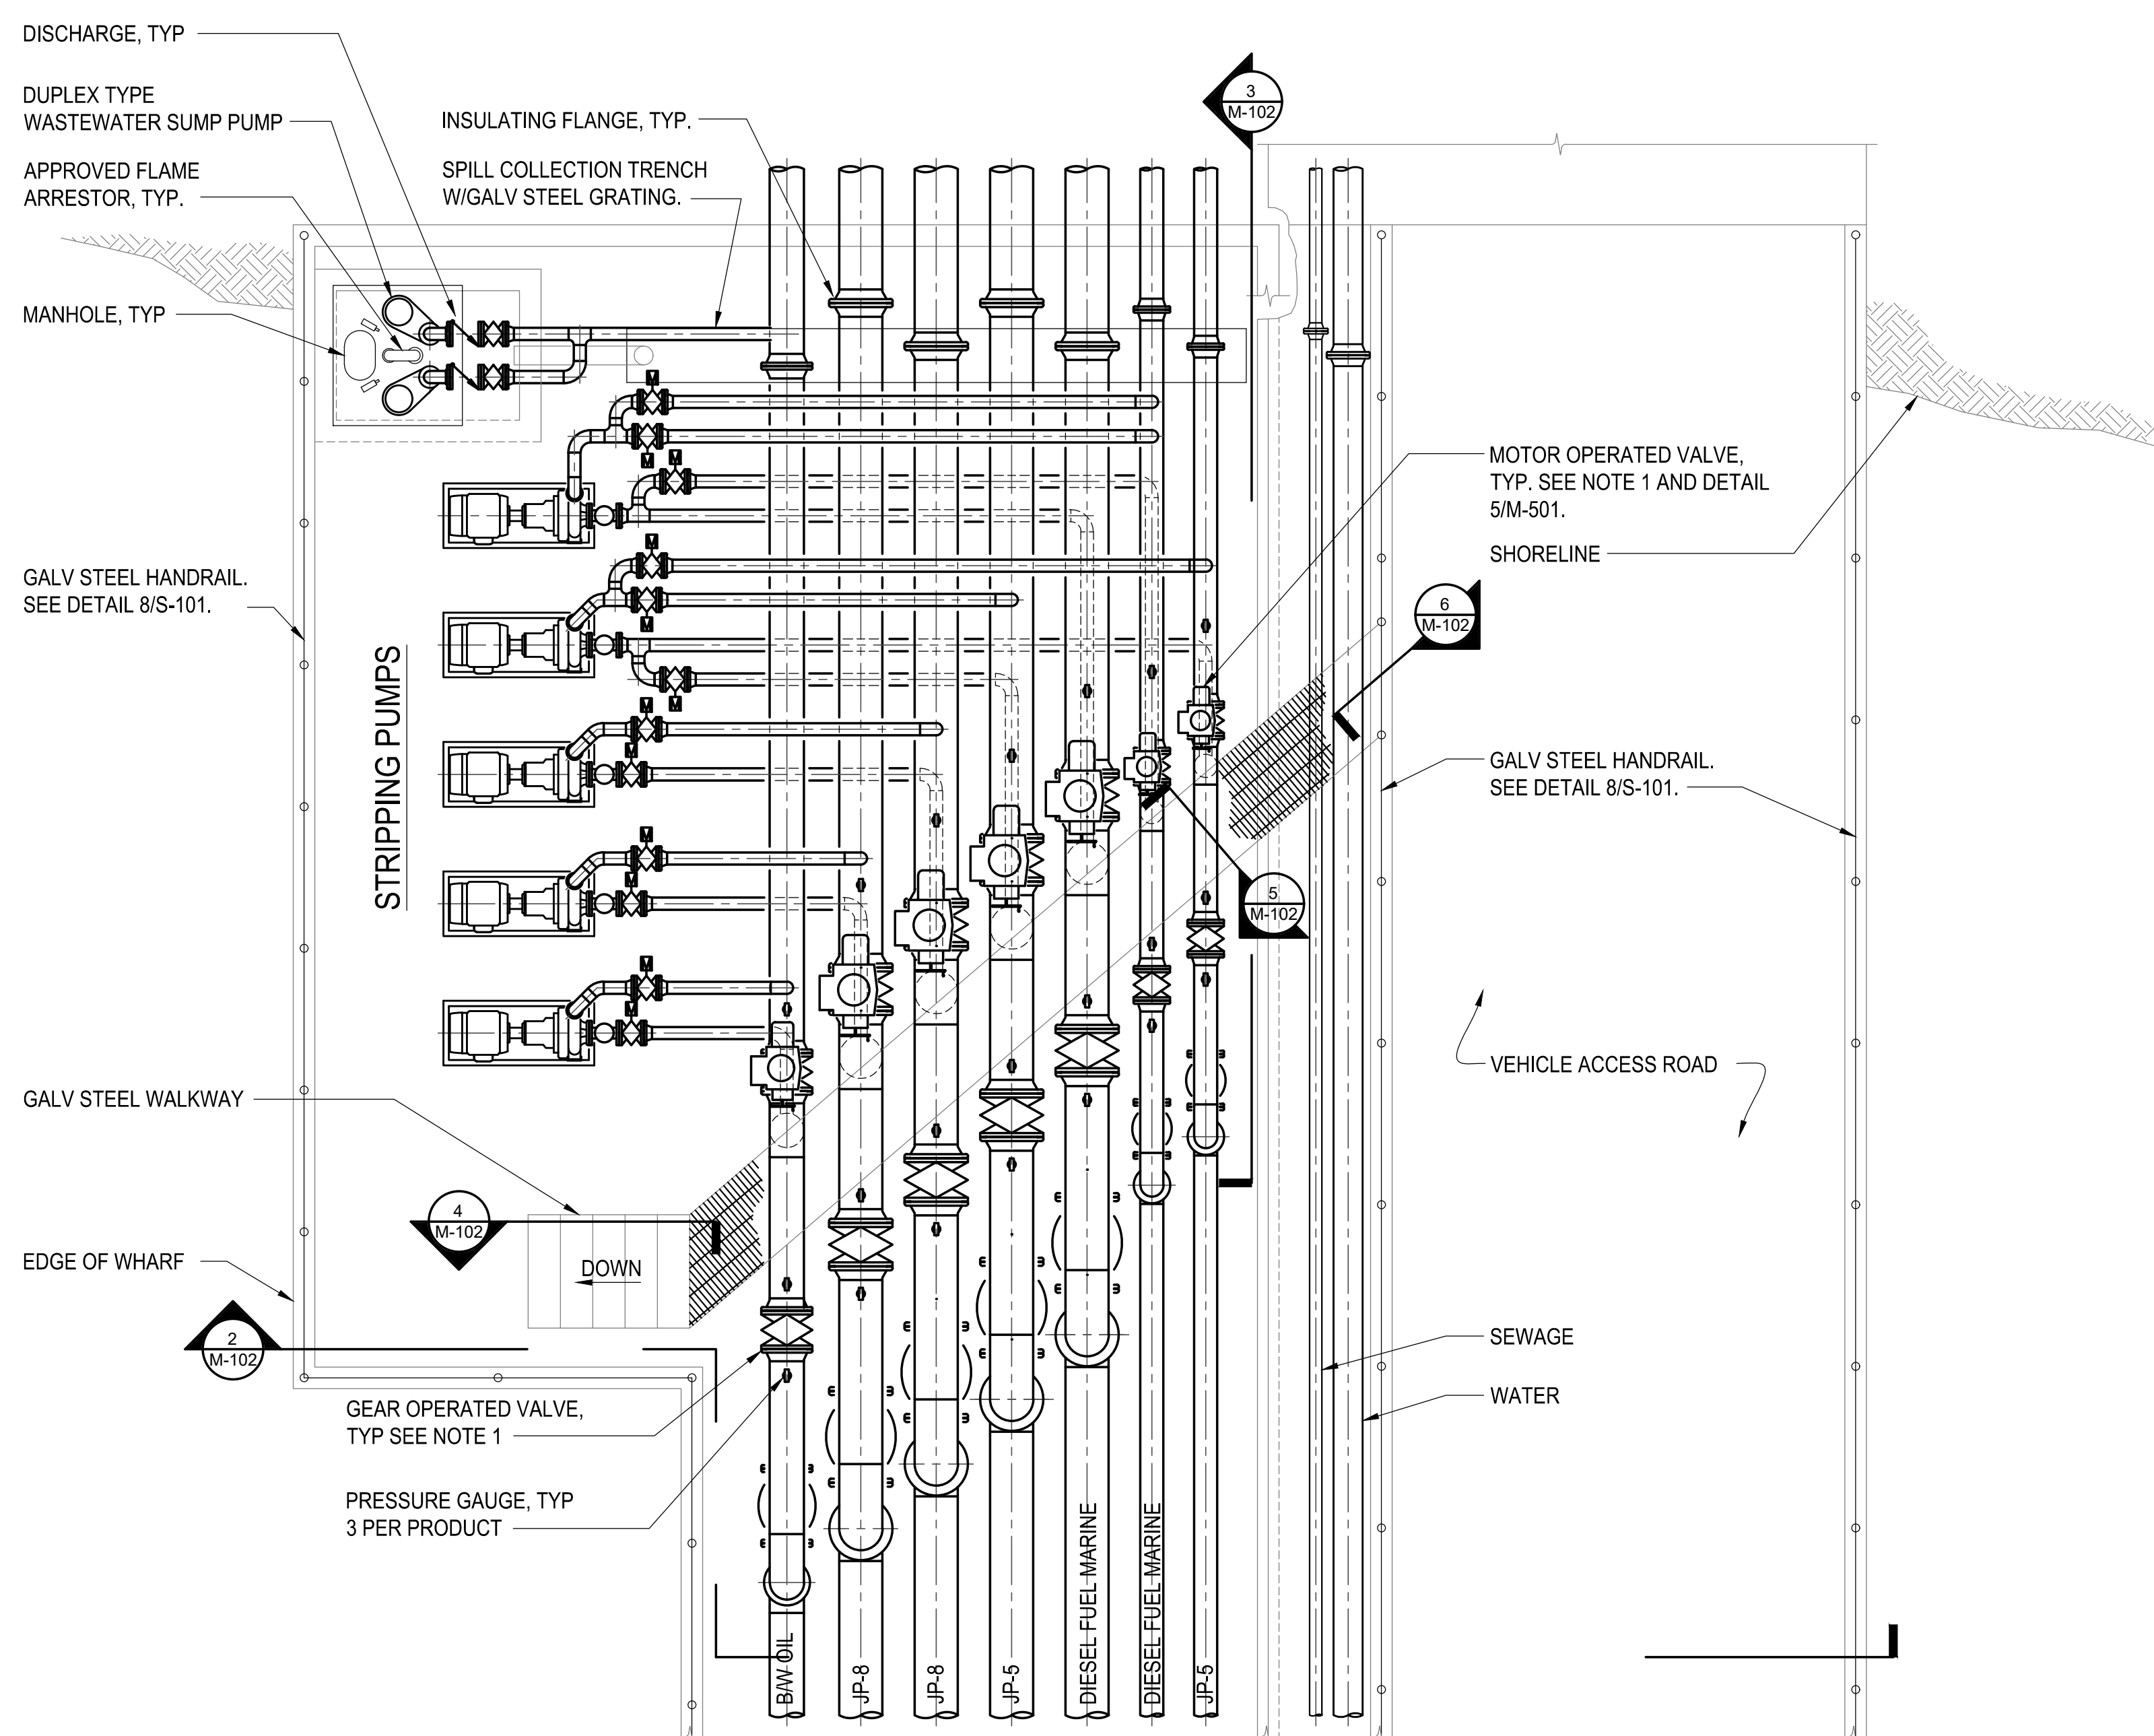 DISCHARGE, TYP
DUPLEX TYPE
WASTEWATER SUMP PUMP
APPROVED FLAME
ARRESTOR, TYP.
MANHOLE, TYP
INSULATING FLANGE, TYP.
SPILL COLLECTION TRENCH
W/GALV STEEL GRATING.
3
M-102
M
M
M
MOTOR OPERATED VALVE,
TYP. SEE NOTE 1 AND DETAIL
5/M-501.
SHORELINE
M
M
M
GALV STEEL HANDRAIL.
SEE DETAIL 8/S-101.
6
M-102
STRIPPING PUMPS
M
M
GALV STEEL HANDRAIL.
SEE DETAIL 8/S-101.
M
M
5
M-102
M
M
VEHICLE ACCESS ROAD
GALV STEEL WALKWAY
4
M-102
EDGE OF WHARF
DOWN
2
M-102
SEWAGE
WATER
GEAR OPERATED VALVE,
TYP SEE NOTE 1
PRESSURE GAUGE, TYP
3 PER PRODUCT
B/W OIL
JP-8
JP-8
JP-5
DIESEL FUEL MARINE
DIESEL FUEL MARINE
JP-5